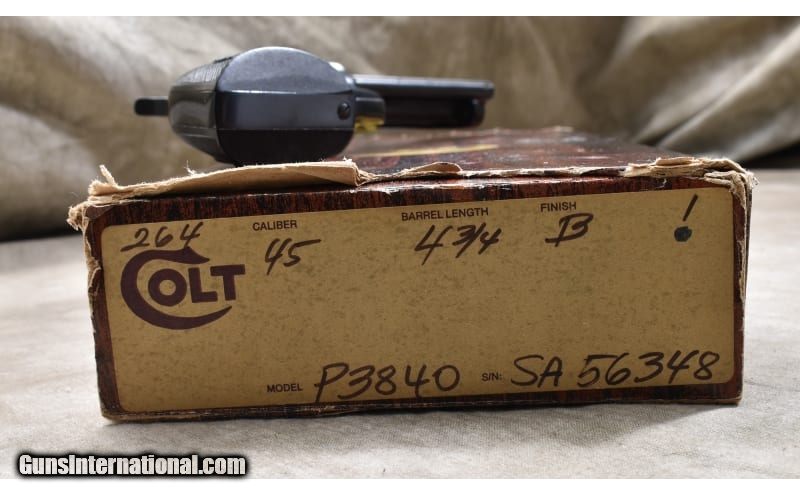 264 CALIBER BARREL LENGTH FINISH !
45 4 3/4 B
COLT
MODEL P3840 S/N: SA 56348
GunsInternational.com